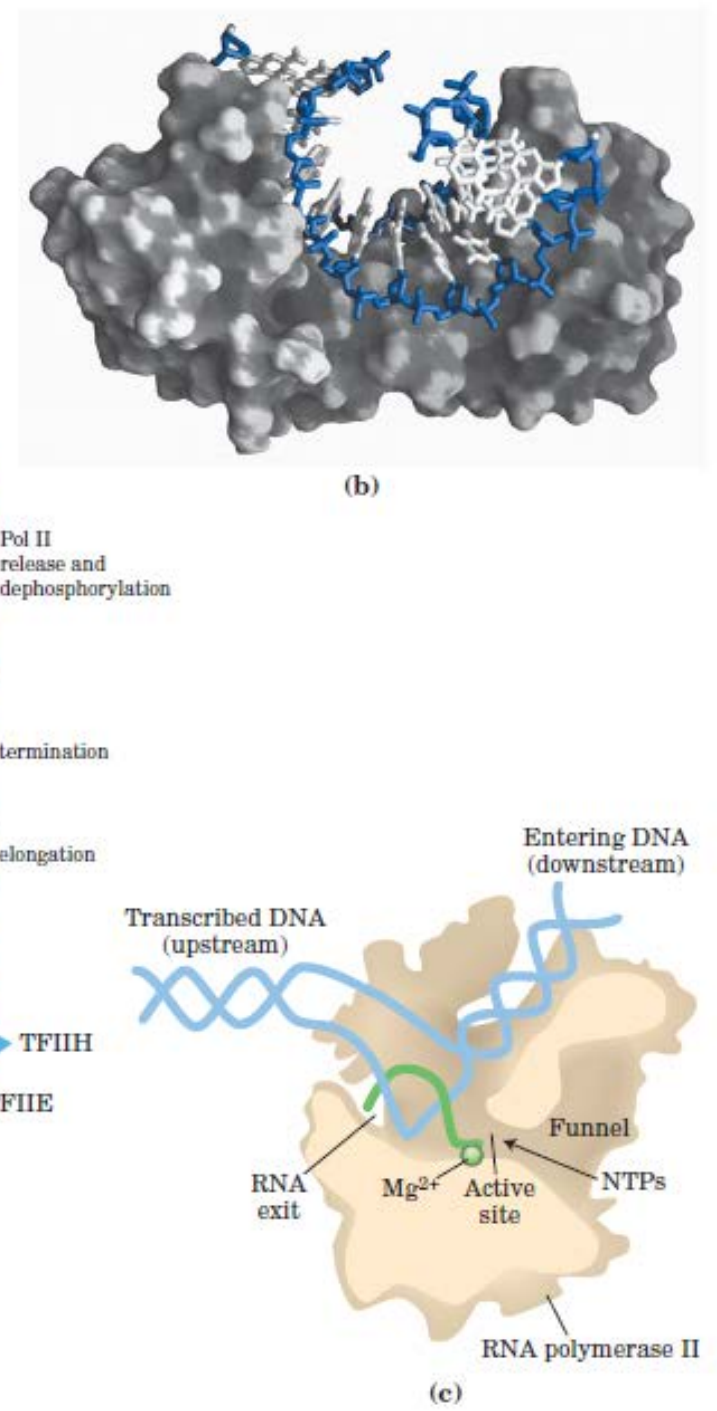 (b)
Pol II
release and
dephosphorylation
termination
elongation
Entering DNA
(downstream)
Transcribed DNA
(upstream)
TFIIH
FIIE
Funnel
RNA
exit
Mg2+
Active
site
NTPs
RNA polymerase II
(c)